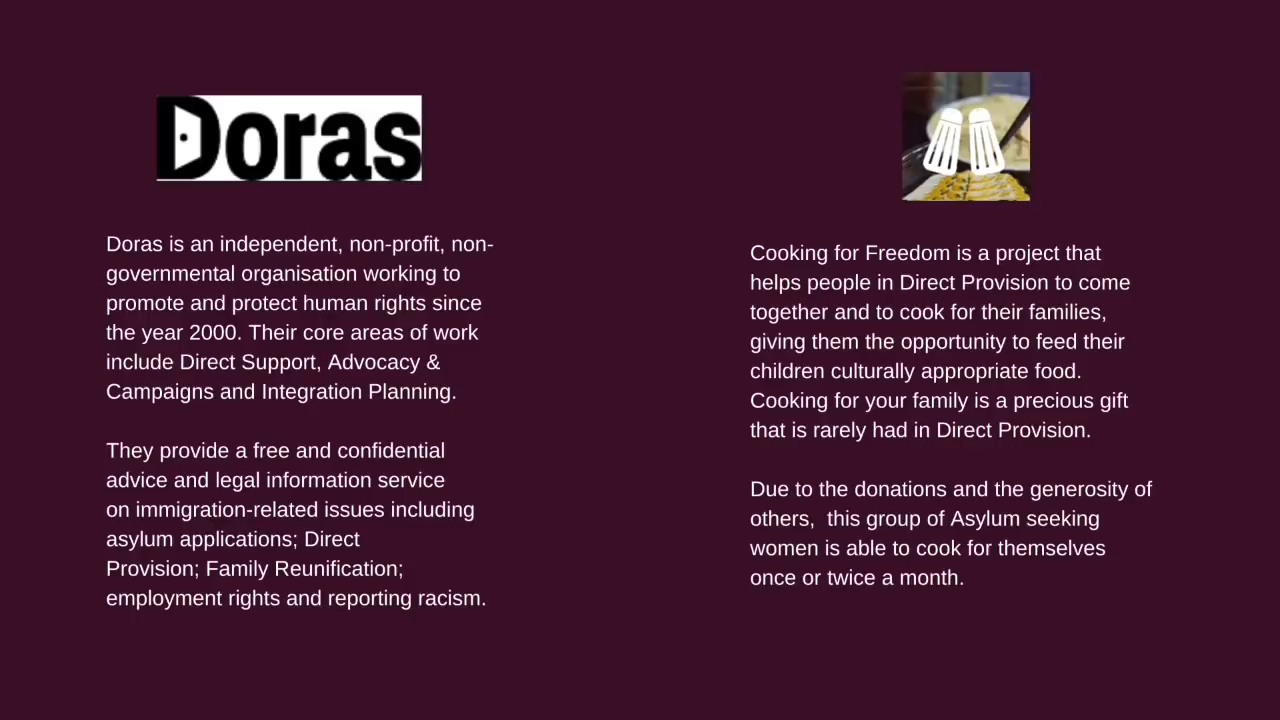 Doras
Doras is an independent, non-profit, non-
governmental organisation working to
promote and protect human rights since
the year 2000. Their core areas of work
include Direct Support, Advocacy &
Campaigns and Integration Planning.
They provide a free and confidential
advice and legal information service
on immigration-related issues including
asylum applications; Direct
Provision; Family Reunification;
employment rights and reporting racism.
Cooking for Freedom is a project that
helps people in Direct Provision to come
together and to cook for their families,
giving them the opportunity to feed their
children culturally appropriate food.
Cooking for your family is a precious gift
that is rarely had in Direct Provision.
Due to the donations and the generosity of
others,  this group of Asylum seeking
women is able to cook for themselves
once or twice a month.